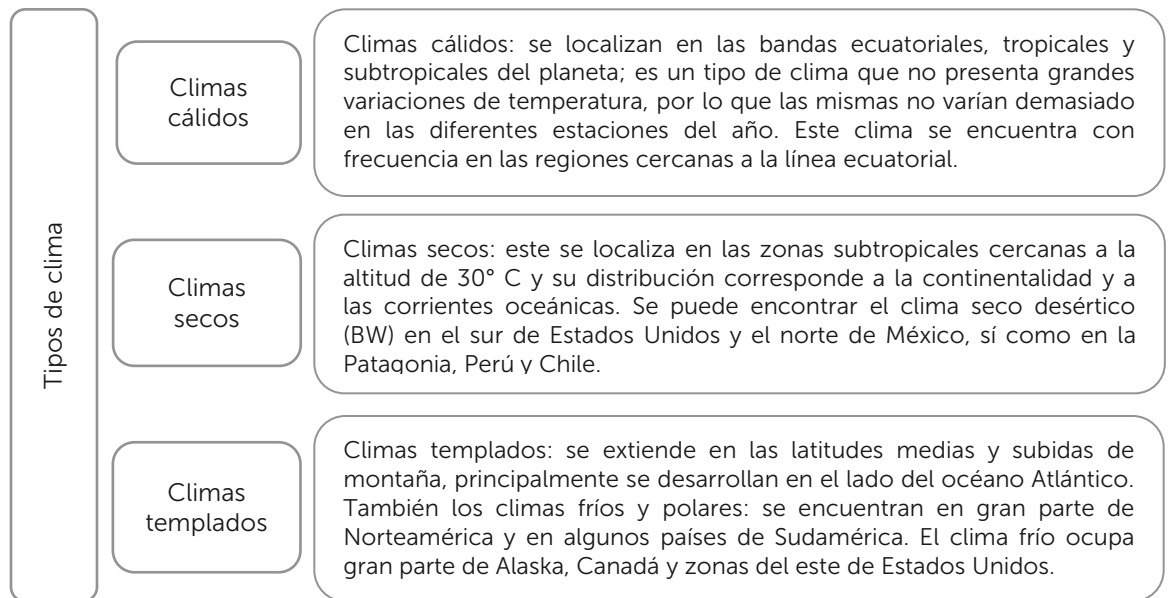 Tipos de clima
Climas
cálidos
Climas cálidos: se localizan en las bandas ecuatoriales, tropicales y
subtropicales del planeta; es un tipo de clima que no presenta grandes
variaciones de temperatura, por lo que las mismas no varían demasiado
en las diferentes estaciones del año. Este clima se encuentra con
frecuencia en las regiones cercanas a la línea ecuatorial.
Climas
secos
Climas secos: este se localiza en las zonas subtropicales cercanas a la
altitud de 30° C y su distribución corresponde a la continentalidad y a
las corrientes oceánicas. Se puede encontrar el clima seco desértico
(BW) en el sur de Estados Unidos y el norte de México, sí como en la
Patagonia, Perú y Chile.
Climas
templados
Climas templados: se extiende en las latitudes medias y subidas de
montaña, principalmente se desarrollan en el lado del océano Atlántico.
También los climas fríos y polares: se encuentran en gran parte de
Norteamérica y en algunos países de Sudamérica. El clima frío ocupa
gran parte de Alaska, Canadá y zonas del este de Estados Unidos.